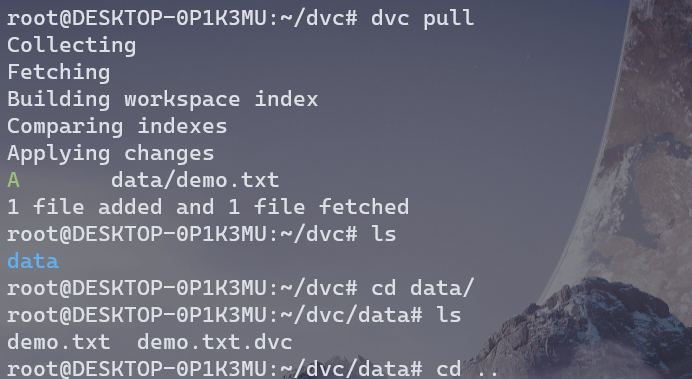 root@DESKTOP-0P1K3MU:~/dvc# dvc pull
Collecting
Fetching
Building workspace index
Comparing indexes
Applying changes
A       data/demo.txt
1 file added and 1 file fetched
root@DESKTOP-0P1K3MU:~/dvc# ls
data
root@DESKTOP-0P1K3MU:~/dvc# cd data/
root@DESKTOP-0P1K3MU:~/dvc/data# ls
demo.txt  demo.txt.dvc
root@DESKTOP-0P1K3MU:~/dvc/data# cd ..